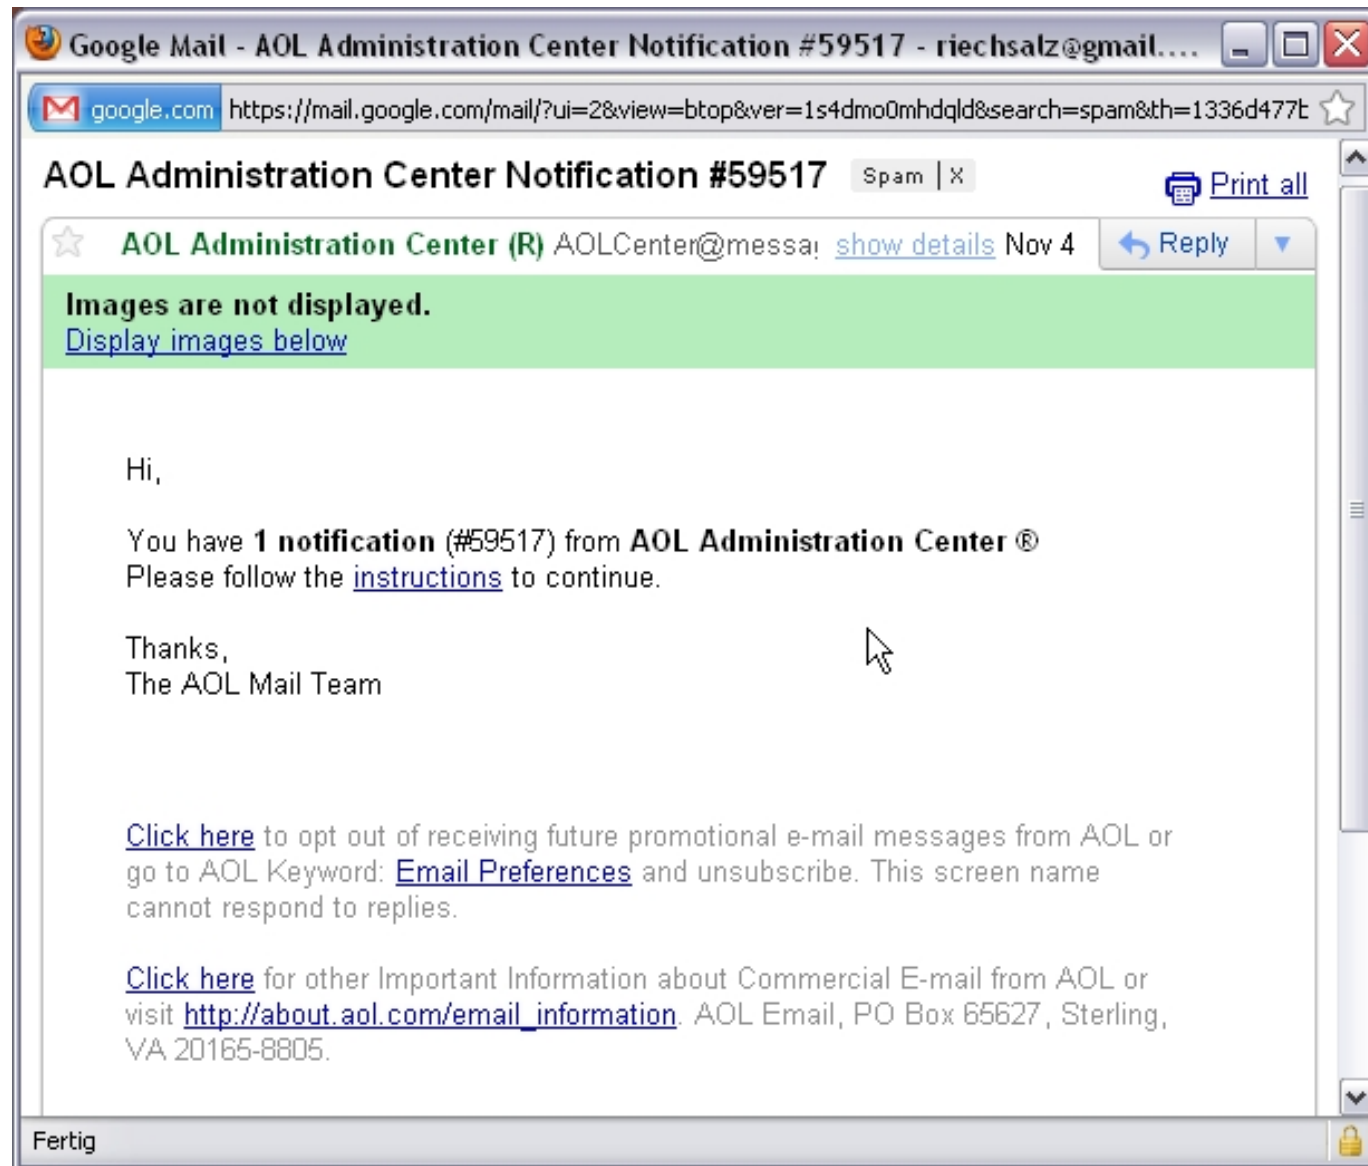 Google Mail - AOL Administration Center Notification #59517 - riechsalz@gmail....
google.com https://mail.google.com/mail/?ui=2&view=btop&ver=1s4dmo0mhdqld&search=spam&th=1336d477b
AOL Administration Center Notification #59517 Spam | X Print all
AOL Administration Center (R) AOLCenter@messag show details Nov 4 Reply
Images are not displayed.
Display images below
Hi,
You have 1 notification (#59517) from AOL Administration Center ®
Please follow the instructions to continue.
Thanks,
The AOL Mail Team
Click here to opt out of receiving future promotional e-mail messages from AOL or
go to AOL Keyword: Email Preferences and unsubscribe. This screen name
cannot respond to replies.
Click here for other Important Information about Commercial E-mail from AOL or
visit http://about.aol.com/email_information. AOL Email, PO Box 65627, Sterling,
VA 20165-8805.
Fertig